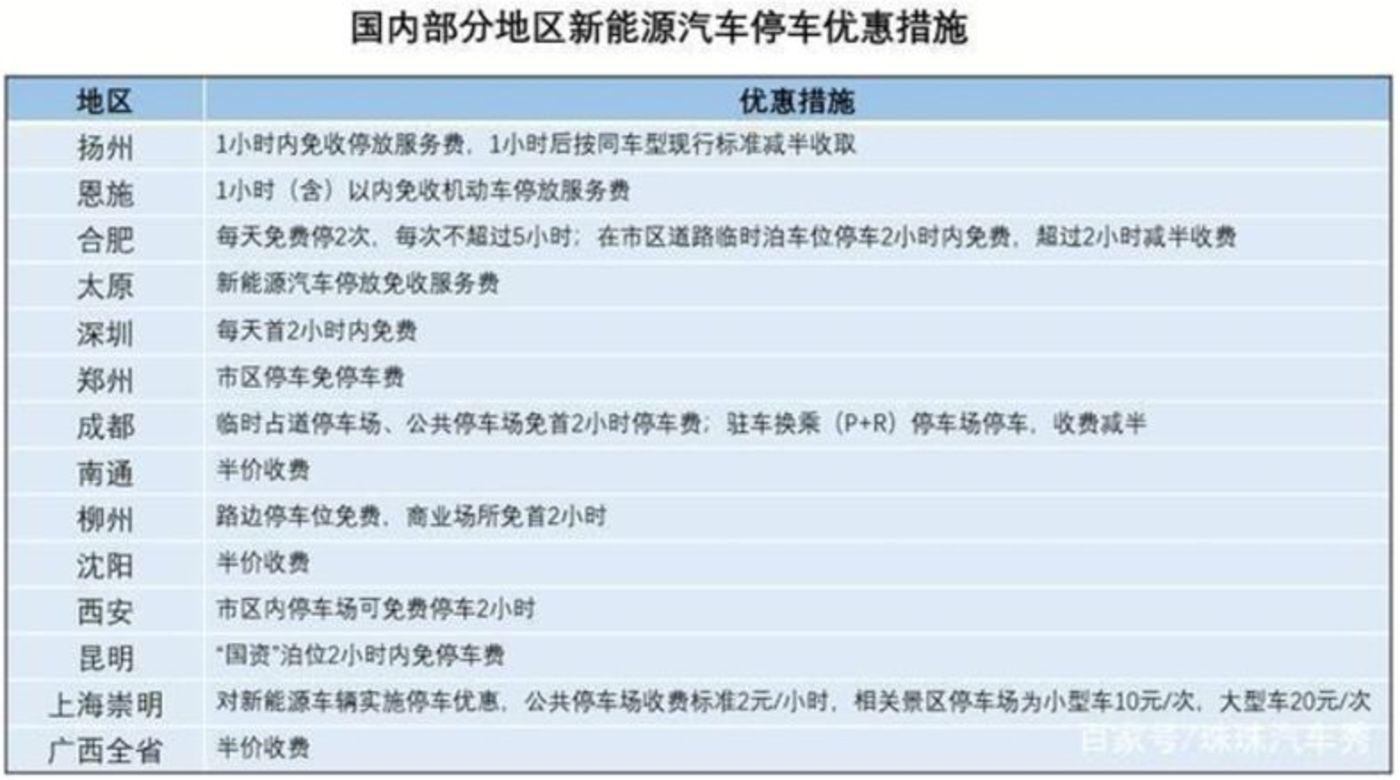 国内部分地区新能源汽车停车优惠措施
地区 优惠措施
扬州 1小时内免收停放服务费，1小时后按同车型现行标准减半收取
恩施 1小时（含）以内免收机动车停放服务费
合肥 每天免费停2次，每次不超过5小时；在市区道路临时泊车位停车2小时内免费，超过2小时减半收费
太原 新能源汽车停放免收服务费
深圳 每天首2小时内免费
郑州 市区停车免停车费
成都 临时占道停车场、公共停车场免首2小时停车费；驻车换乘（P+R）停车场停车，收费减半
南通 半价收费
柳州 路边停车位免费，商业场所免首2小时
沈阳 半价收费
西安 市区内停车场可免费停车2小时
昆明 “国资”泊位2小时内免停车费
上海崇明 对新能源车辆实施停车优惠，公共停车场收费标准2元/小时，相关景区停车场为小型车10元/次，大型车20元/次
广西全省 半价收费
百家号/珠珠汽车秀